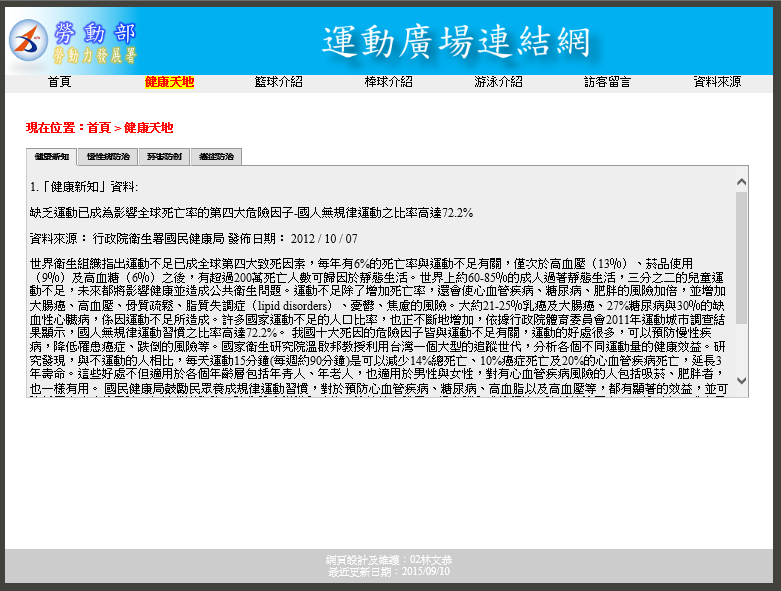 勞動部
勞動力發展署
運動廣場連結網
首頁 健康天地 籃球介紹 棒球介紹 游泳介紹 訪客留言 資料來源
現在位置：首頁 > 健康天地
健康新知 慢性病防治 菸害防制 癌症防治
1.「健康新知」資料:
缺乏運動已成為影響全球死亡率的第四大危險因子-國人無規律運動之比率高達72.2%
資料來源： 行政院衛生署國民健康局 發佈日期： 2012 / 10 / 07
世界衛生組織指出運動不足已成全球第四大致死因素，每年有6%的死亡率與運動不足有關，僅次於高血壓（13%）、菸品使用
（9%）及高血糖（6%）之後，有超過200萬死亡人數可歸因於靜態生活。世界上約60-85%的成人過著靜態生活，三分之二的兒童運
動不足，未來都將影響健康並造成公共衛生問題。運動不足除了增加死亡率，還會使心血管疾病、糖尿病、肥胖的風險加倍，並增加
大腸癌、高血壓、骨質疏鬆、脂質失調症（lipid disorders）、憂鬱、焦慮的風險。大約21-25%乳癌及大腸癌、27%糖尿病與30%的缺
血性心臟病，係因運動不足所造成。許多國家運動不足的人口比率，也正不斷地增加，依據行政院體育委員會2011年運動城市調查結
果顯示，國人無規律運動習慣之比率高達72.2%。 我國十大死因的危險因子皆與運動不足有關，運動的好處很多，可以預防慢性疾
病，降低罹患癌症、跌倒的風險等。國家衛生研究院溫啟邦教授利用台灣一個大型的追蹤世代，分析各個不同運動量的健康效益。研
究發現，與不運動的人相比，每天運動15分鐘(每週約90分鐘)是可以減少14%總死亡、10%癌症死亡及20%的心血管疾病死亡，延長3
年壽命。這些好處不但適用於各個年齡層包括年青人、年老人，也適用於男性與女性，對有心血管疾病風險的人包括吸菸、肥胖者，
也一樣有用。 國民健康局鼓勵民眾養成規律運動習慣，對於預防心血管疾病、糖尿病、高血脂以及高血壓等，都有顯著的效益，並可
網頁設計及維護：02林文恭
最近更新日期：2015/09/10